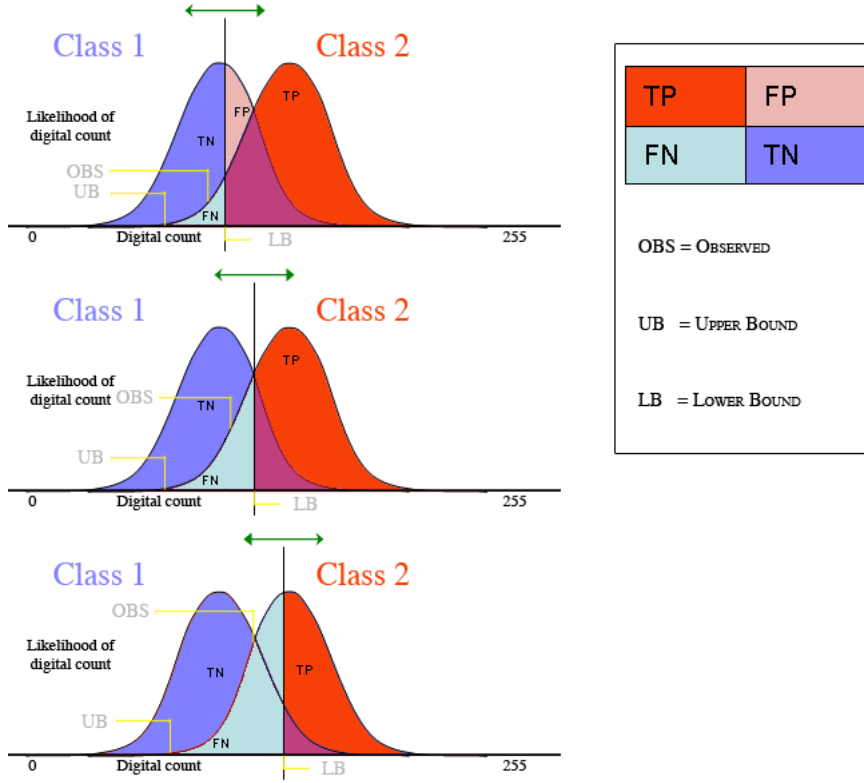 Class 1
Class 2
Likelihood of
digital count
FP
TP
TN
OBS
UB
FN
0
Digital count
LB
255
Class 1
Class 2
TP
Likelihood of
digital count
OBS
TN
UB
FN
0
Digital count
LB
255
Class 1
Class 2
OBS
Likelihood of
digital count
TN
TP
UB
FN
0
Digital count
LB
255
TP
FP
FN
TN
OBS = OBSERVED
UB = UPPER BOUND
LB = LOWER BOUND